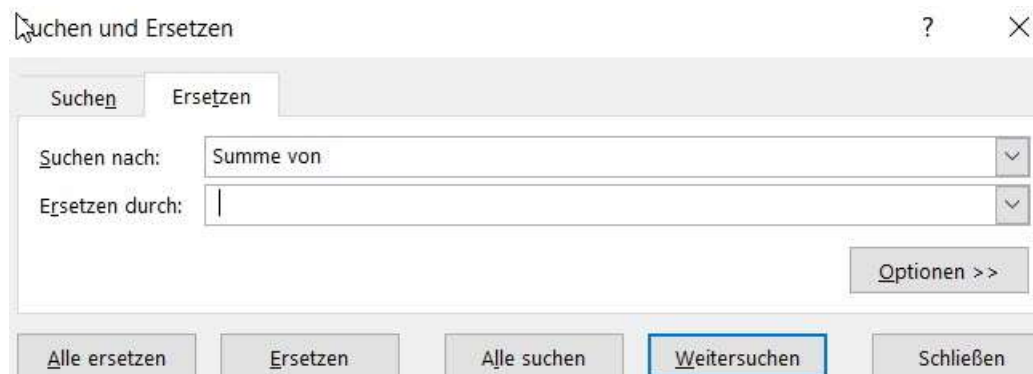 Suchen und Ersetzen ?
Suchen Ersetzen
Suchen nach: Summe von
Ersetzen durch:
Optionen >>
Alle ersetzen Ersetzen Alle suchen Weitersuchen Schließen